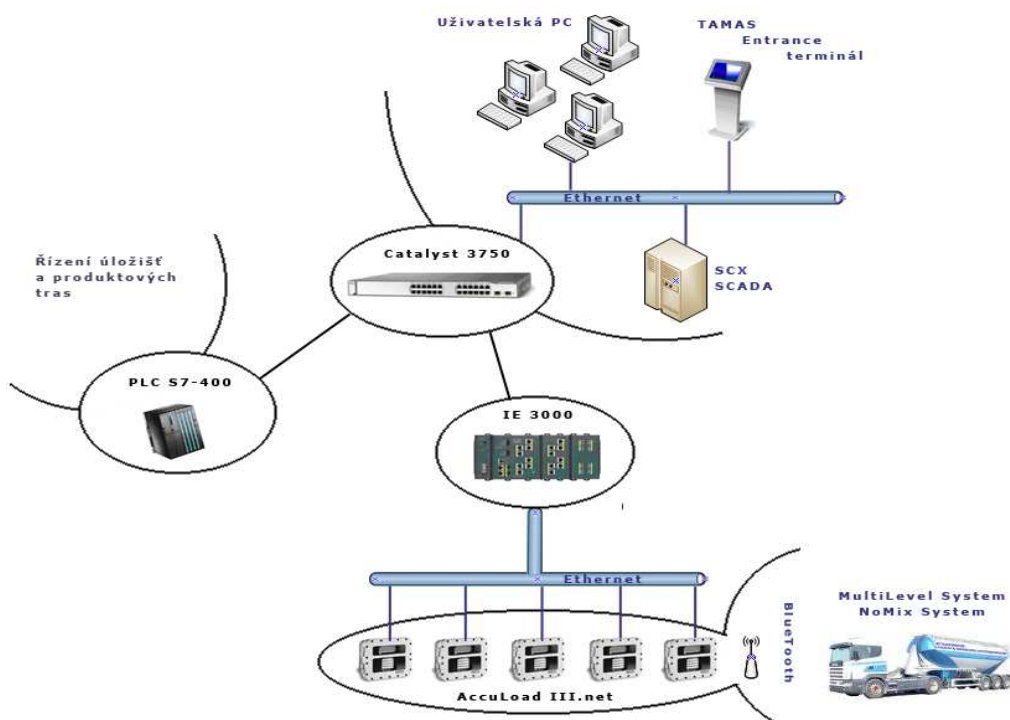 Uživatelská PC
TAMAS
Entrance
terminál
Ethernet
Catalyst 3750
SCX
SCADA
Řízení úložišť
a produktových
tras
PLC S7-400
IE 3000
Ethernet
BlueTooth
MultiLevel System
NoMix System
AccuLoad III.net